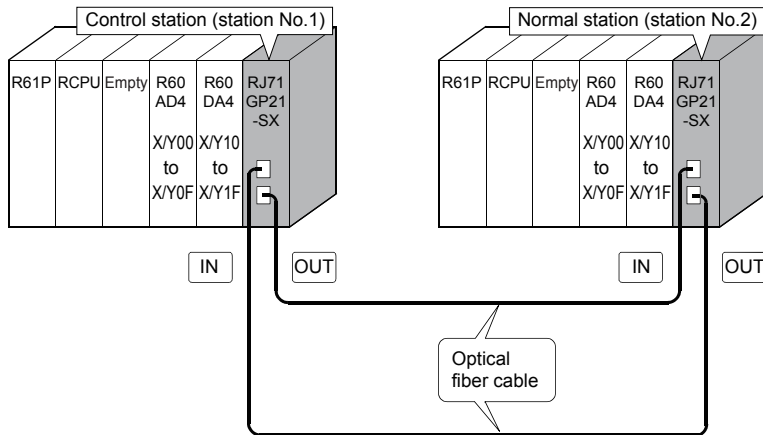 Control station (station No.1)
R61P
RCPU
Empty
R60
AD4
X/Y00
to
X/Y0F
R60
DA4
X/Y10
to
X/Y1F
RJ71
GP21
-SX
IN
OUT
Normal station (station No.2)
R61P
RCPU
Empty
R60
AD4
X/Y00
to
X/Y0F
R60
DA4
X/Y10
to
X/Y1F
RJ71
GP21
-SX
IN
OUT
Optical
fiber cable